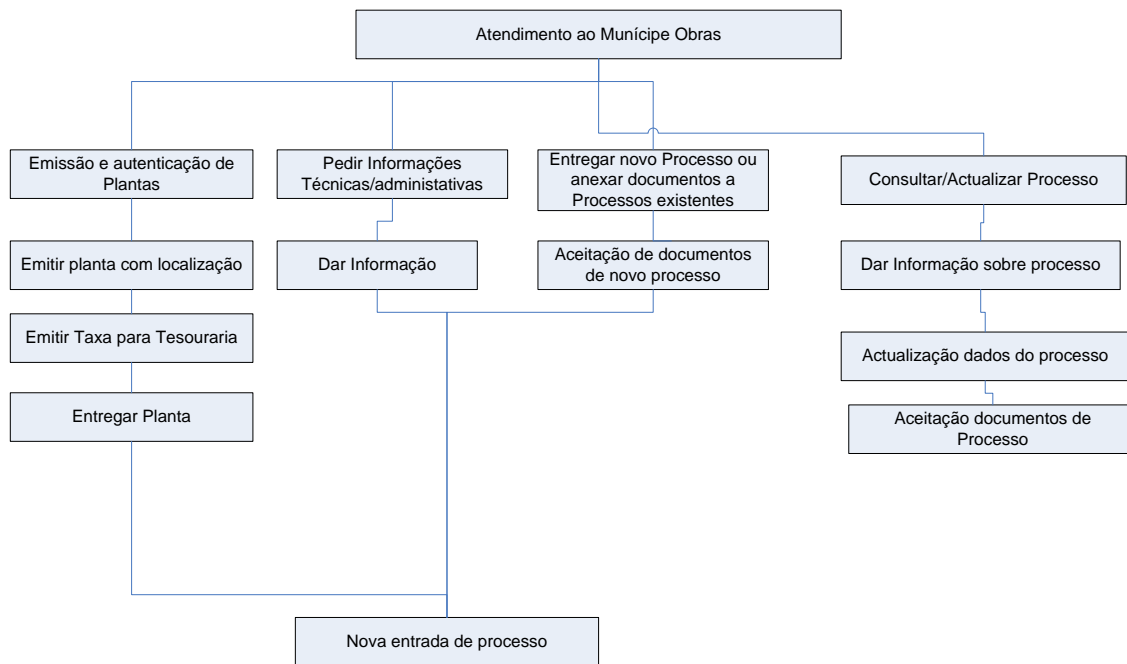 Atendimento ao Munícipe Obras
Emissão e autenticação de
Plantas
Pedir Informações
Técnicas/administativas
Entregar novo Processo ou
anexar documentos a
Processos existentes
Consultar/Actualizar Processo
Emitir planta com localização
Dar Informação
Aceitação de documentos
de novo processo
Dar Informação sobre processo
Emitir Taxa para Tesouraria
Actualização dados do processo
Entregar Planta
Aceitação documentos de
Processo
Nova entrada de processo